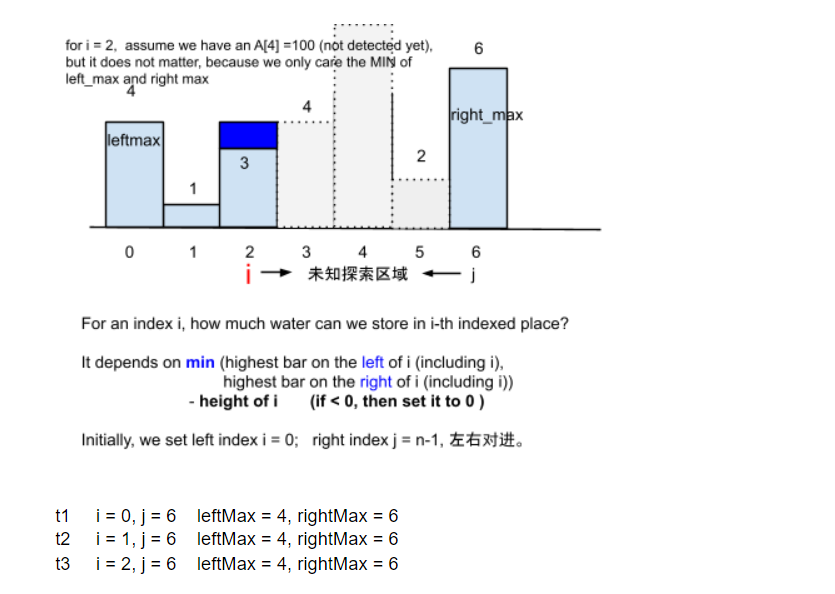 for i = 2, assume we have an A[4] =100 (not detected yet),
but it does not matter, because we only care the MIN of
left_max and right max
6
4
4
right_max
leftmax
3
2
1
0 1 2 3 4 5 6
i 未知探索区域 j
For an index i, how much water can we store in i-th indexed place?
It depends on min (highest bar on the left of i (including i),
highest bar on the right of i (including i))
- height of i (if < 0, then set it to 0 )
Initially, we set left index i = 0; right index j = n-1, 左右对进。
t1 i = 0, j = 6 leftMax = 4, rightMax = 6
t2 i = 1, j = 6 leftMax = 4, rightMax = 6
t3 i = 2, j = 6 leftMax = 4, rightMax = 6